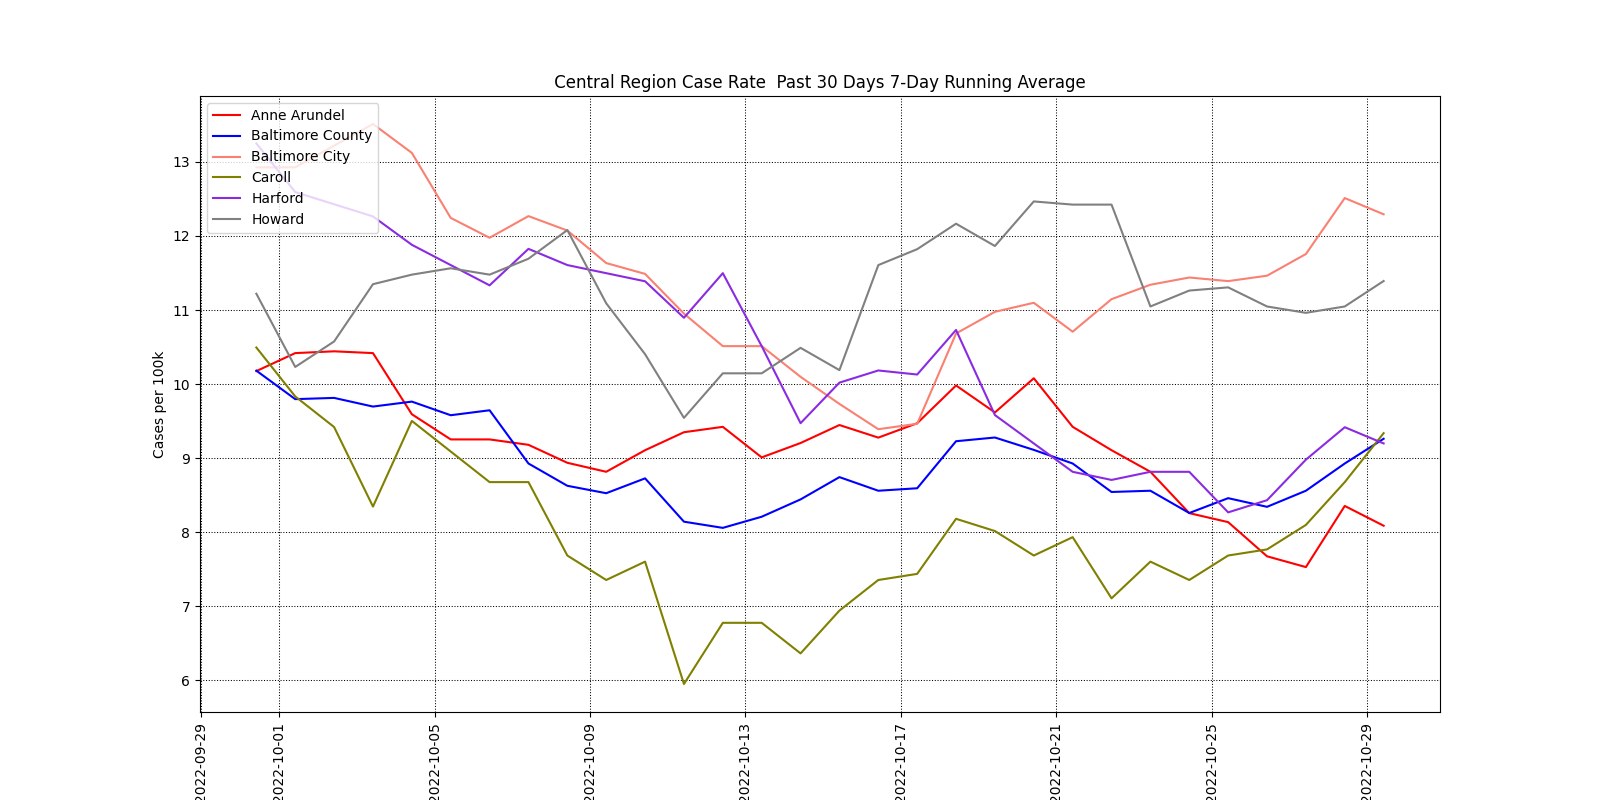 Central Region Case Rate  Past 30 Days 7-Day Running Average
Anne Arundel
Baltimore County
Baltimore City
Caroll
Harford
Howard
Cases per 100k
13
12
11
10
9
8
7
6
2022-09-29
2022-10-01
2022-10-05
2022-10-09
2022-10-13
2022-10-17
2022-10-21
2022-10-25
2022-10-29